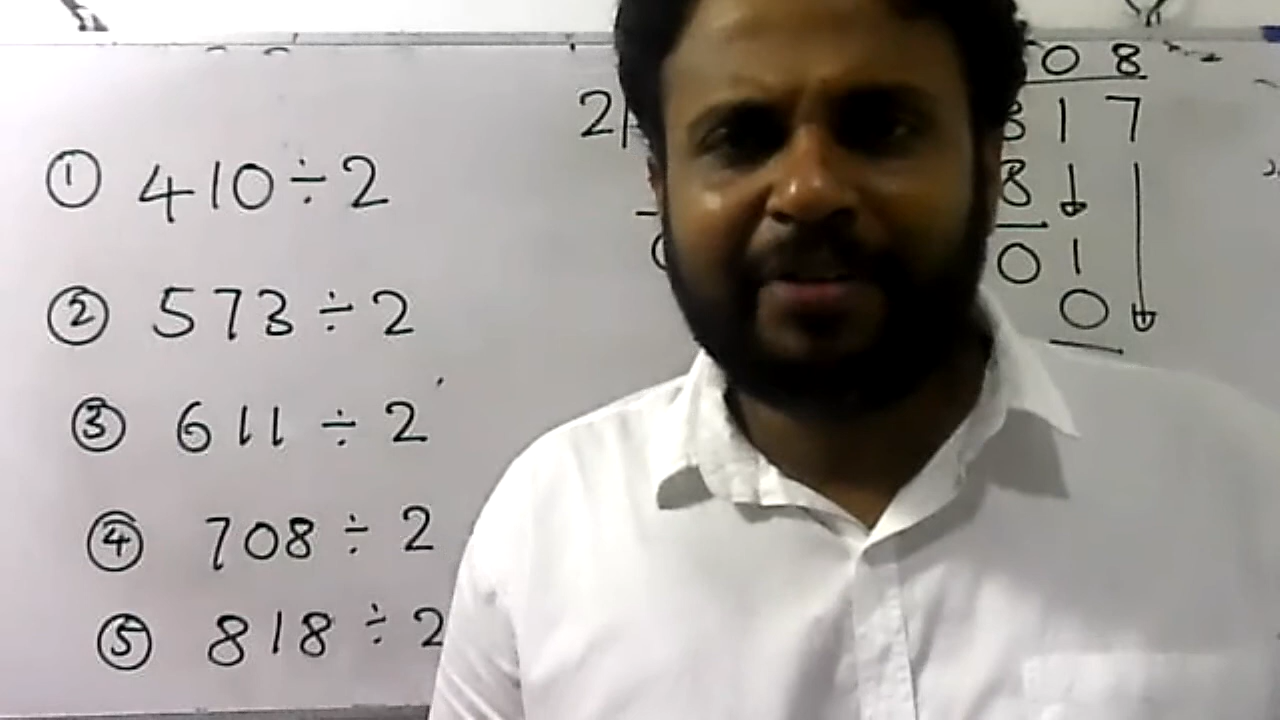 ① 410 ÷ 2
② 573 ÷ 2
③ 611 ÷ 2
④ 708 ÷ 2
⑤ 818 ÷ 2
0 8
2 8 1 7
8
0 1
0